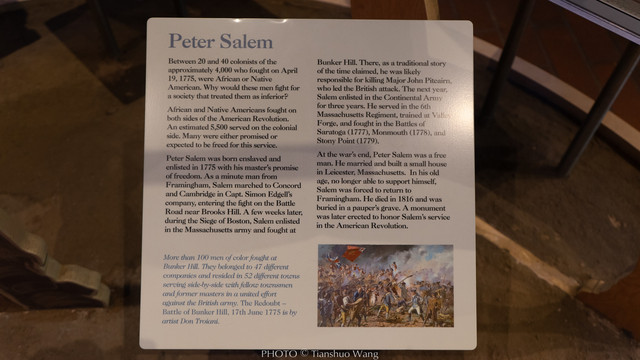 Peter Salem
Between 20 and 40 colonists of the
approximately 4,000 who fought on April
19, 1775, were African or Native
American. Why would these men fight for
a society that treated them as inferior?
African and Native Americans fought on
both sides of the American Revolution.
An estimated 5,500 served on the colonial
side. Many were either promised or
expected to be freed for this service.
Peter Salem was born enslaved and
enlisted in 1775 with his master's promise
of freedom. As a minute man from
Framingham, Salem marched to Concord
and Cambridge in Capt. Simon Edgell's
company, entering the fight on the Battle
Road near Brooks Hill. A few weeks later,
during the Siege of Boston, Salem enlisted
in the Massachusetts army and fought at
Bunker Hill. There, as a traditional story
of the time claimed, he was likely
responsible for killing Major John Pitcairn,
who led the British attack. The next year,
Salem enlisted in the Continental Army
for three years. He served in the 6th
Massachusetts Regiment, trained at Valley
Forge, and fought in the Battles of
Saratoga (1777), Monmouth (1778), and
Stony Point (1779).
At the war's end, Peter Salem was a free
man. He married and built a small house
in Leicester, Massachusetts. In his old
age, no longer able to support himself,
Salem was forced to return to
Framingham. He died in 1816 and was
buried in a pauper's grave. A monument
was later erected to honor Salem's service
in the American Revolution.
More than 100 men of color fought at
Bunker Hill. They belonged to 47 different
companies and resided in 52 different towns
serving side-by-side with fellow townsmen
and former masters in a united effort
against the British army. The Redoubt –
Battle of Bunker Hill, 17th June 1775 is by
artist Don Troiani.
PHOTO © Tianshuo Wang